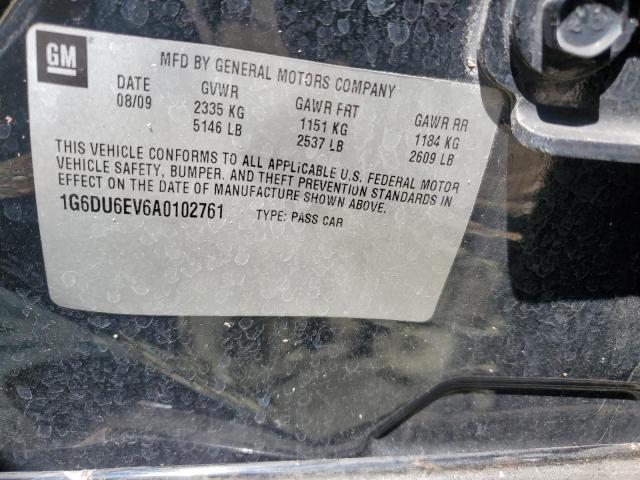 GM
MFD BY GENERAL MOTORS COMPANY
DATE GVWR GAWR FRT GAWR RR
08/09 2335 KG 1151 KG 1184 KG
5146 LB 2537 LB 2609 LB
THIS VEHICLE CONFORMS TO ALL APPLICABLE U.S. FEDERAL MOTOR
VEHICLE SAFETY, BUMPER, AND THEFT PREVENTION STANDARDS IN
EFFECT ON THE DATE OF MANUFACTURE SHOWN ABOVE.
1G6DU6EV6A0102761 TYPE: PASS CAR